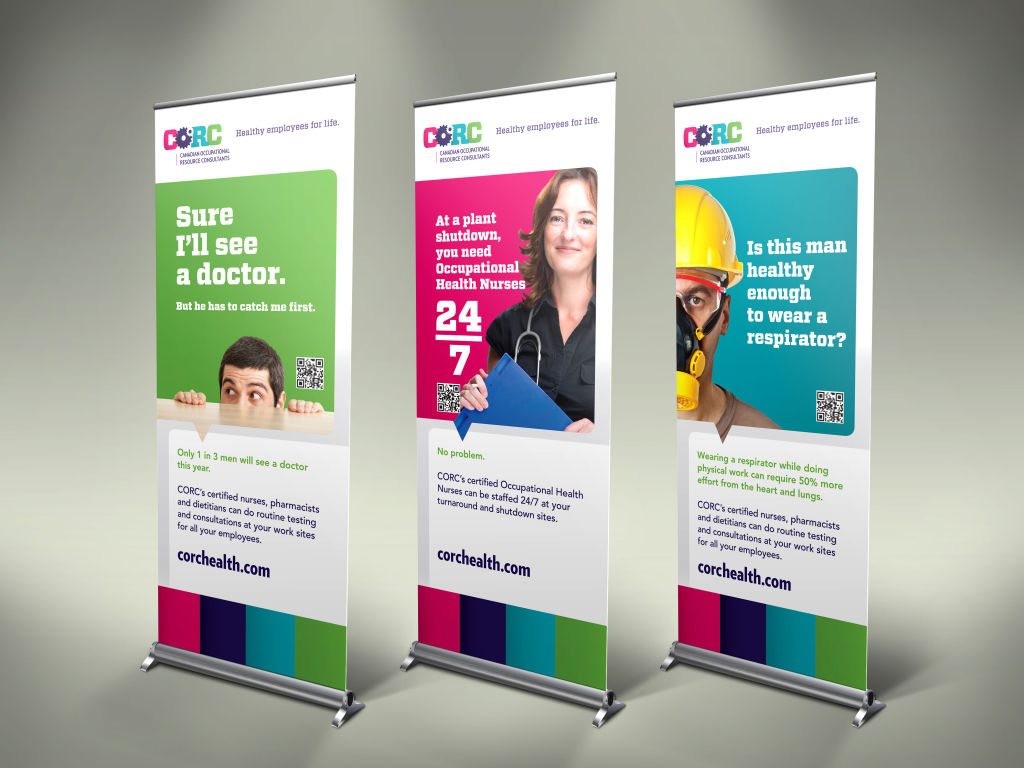 CORC
CANADIAN OCCUPATIONAL
RESOURCE CONSULTANTS
Healthy employees for life.
Sure
I'll see
a doctor.
But he has to catch me first.
Only 1 in 3 men will see a doctor
this year.
CORC's certified nurses, pharmacists
and dietitians can do routine testing
and consultations at your work sites
for all your employees.
corchealth.com
CORC
CANADIAN OCCUPATIONAL
RESOURCE CONSULTANTS
Healthy employees for life.
At a plant
shutdown,
you need
Occupational
Health Nurses
24
7
No problem.
CORC's certified Occupational Health
Nurses can be staffed 24/7 at your
turnaround and shutdown sites.
corchealth.com
CORC
CANADIAN OCCUPATIONAL
RESOURCE CONSULTANTS
Healthy employees for life.
Is this man
healthy
enough
to wear a
respirator?
Wearing a respirator while doing
physical work can require 50% more
effort from the heart and lungs.
CORC's certified nurses, pharmacists
and dietitians can do routine testing
and consultations at your work sites
for all your employees.
corchealth.com